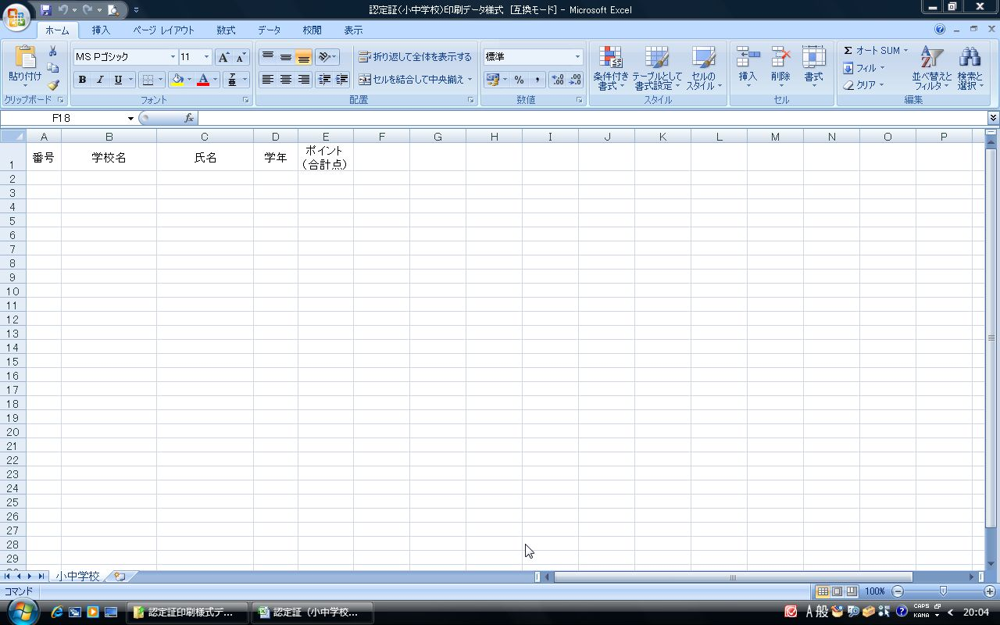 認定証(小中学校)印刷データ様式 [互換モード] - Microsoft Excel
ホーム 挿入 ページ レイアウト 数式 データ 校閲 表示
貼り付け
クリップボード
MS Pゴシック 11
B I U 亜
フォント
折り返して全体を表示する
セルを結合して中央揃え
配置
標準
% ,
数値
条件付き書式
テーブルとして書式設定
セルのスタイル
スタイル
挿入 削除 書式
セル
Σ オート SUM
フィル
クリア
並べ替えとフィルタ
検索と選択
編集
F18 fx
A B C D E F G H I J K L M N O P
1 番号 学校名 氏名 学年 ポイント
(合計点)
2
3
4
5
6
7
8
9
10
11
12
13
14
15
16
17
18
19
20
21
22
23
24
25
26
27
28
29
小中学校
コマンド 100%
認定証印刷様式デ... 認定証(小中学校... A 般 CAPS KANA 20:04